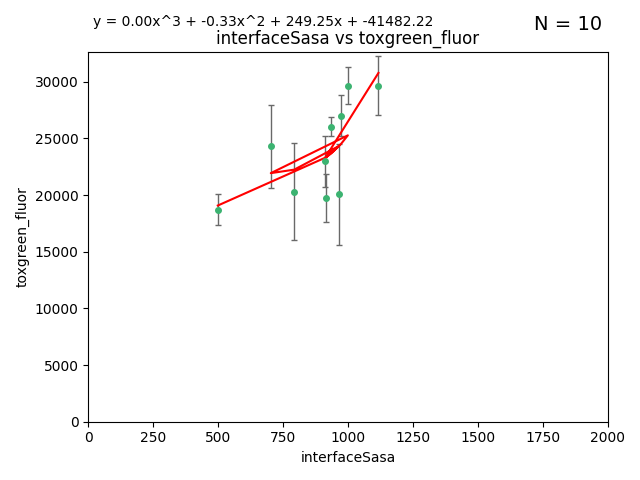 y = 0.00x^3 + -0.33x^2 + 249.25x + -41482.22
N = 10
interfaceSasa vs toxgreen_fluor
30000
25000
20000
15000
10000
5000
0
toxgreen_fluor
0 250 500 750 1000 1250 1500 1750 2000
interfaceSasa